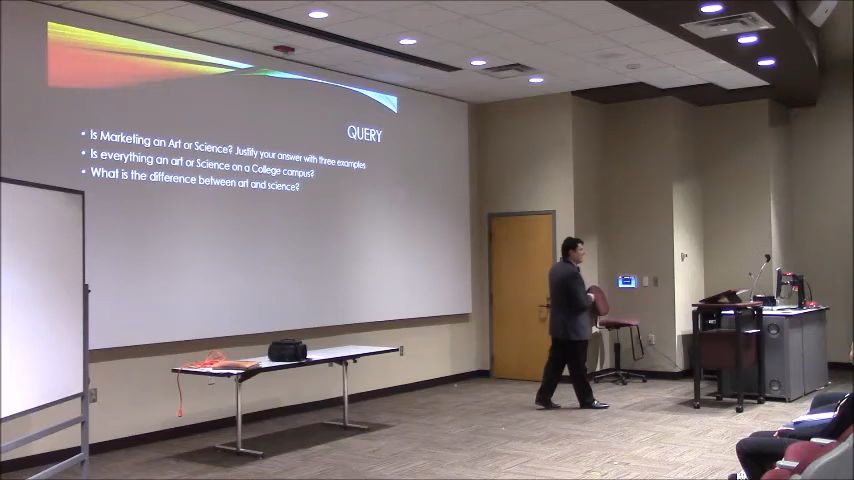 QUERY
• Is Marketing an Art or Science? Justify your answer with three examples
• Is everything an art or Science on a College campus?
• What is the difference between art and science?